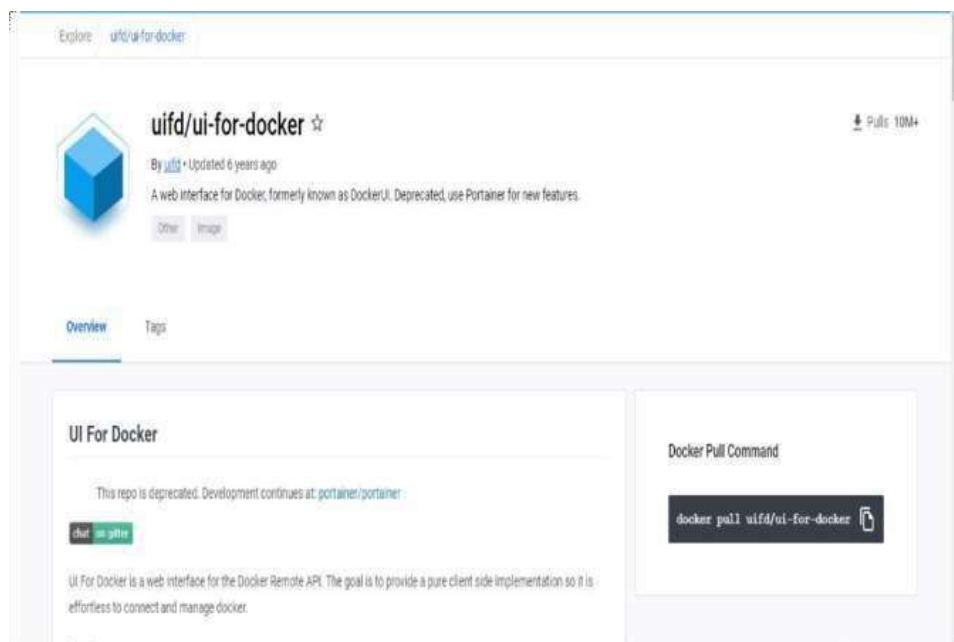 Explore uifd/ui-for-docker
uifd/ui-for-docker
Pulls 10M+
By uifd • Updated 6 years ago
A web interface for Docker, formerly known as DockerUI. Deprecated, use Portainer for new features.
Other Image
Overview Tags
UI For Docker
This repo is deprecated. Development continues at: portainer/portainer
chat on gitter
UI For Docker is a web interface for the Docker Remote API. The goal is to provide a pure client side implementation so it is
effortless to connect and manage docker.
Docker Pull Command
docker pull uifd/ui-for-docker